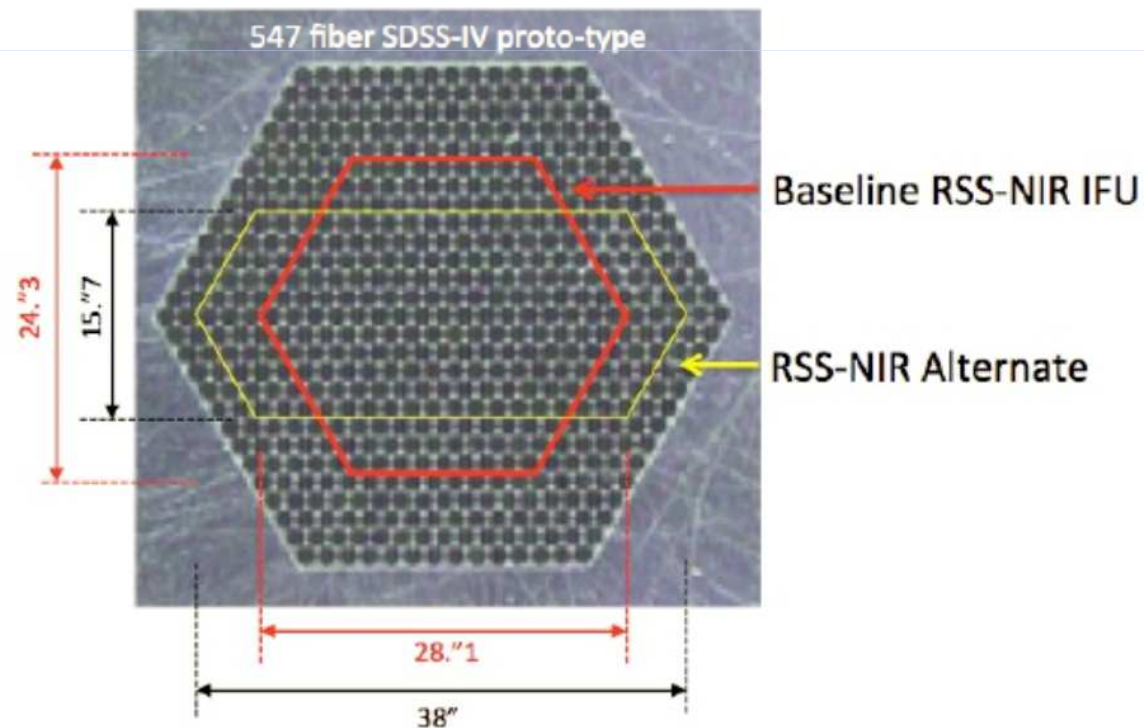 547 fiber SDSS-IV proto-type
Baseline RSS-NIR IFU
24."3
15."7
RSS-NIR Alternate
28."1
38"